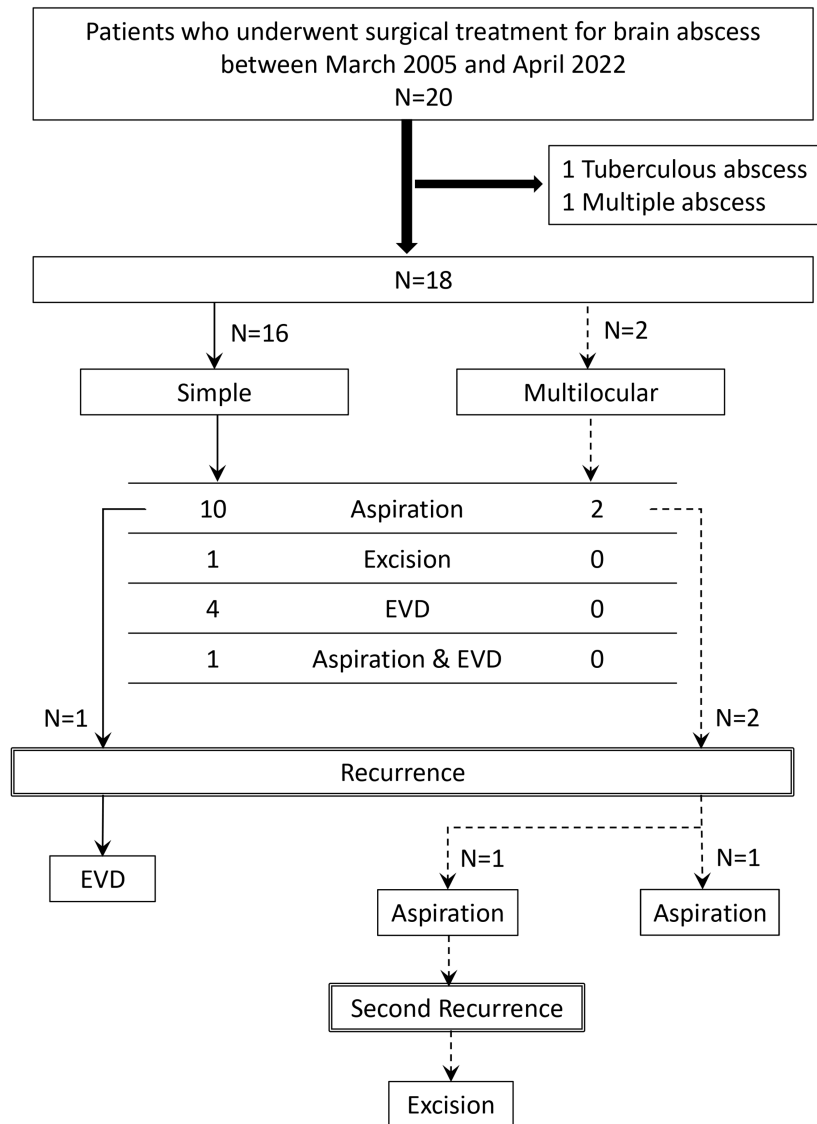 Patients who underwent surgical treatment for brain abscess
between March 2005 and April 2022
N=20
1 Tuberculous abscess
1 Multiple abscess
N=18
N=16
N=2
Simple
Multilocular
10 Aspiration 2
1 Excision 0
4 EVD 0
1 Aspiration & EVD 0
N=1
N=2
Recurrence
N=1
N=1
EVD
Aspiration
Aspiration
Second Recurrence
Excision